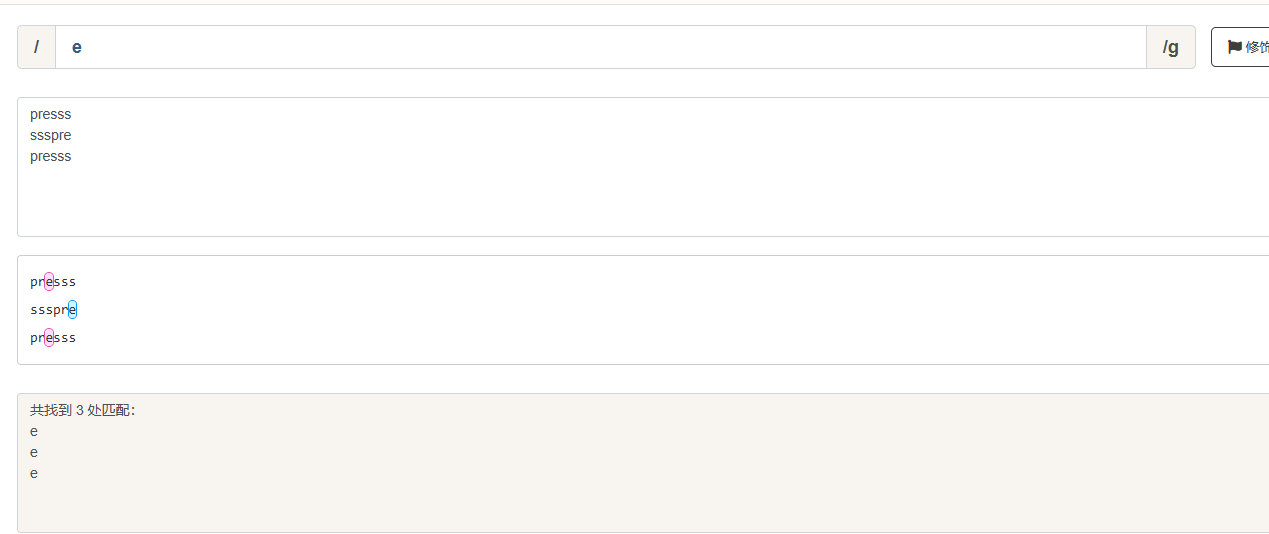 / e /g 修饰
presss
ssspre
presss
presss
ssspre
presss
共找到 3 处匹配:
e
e
e